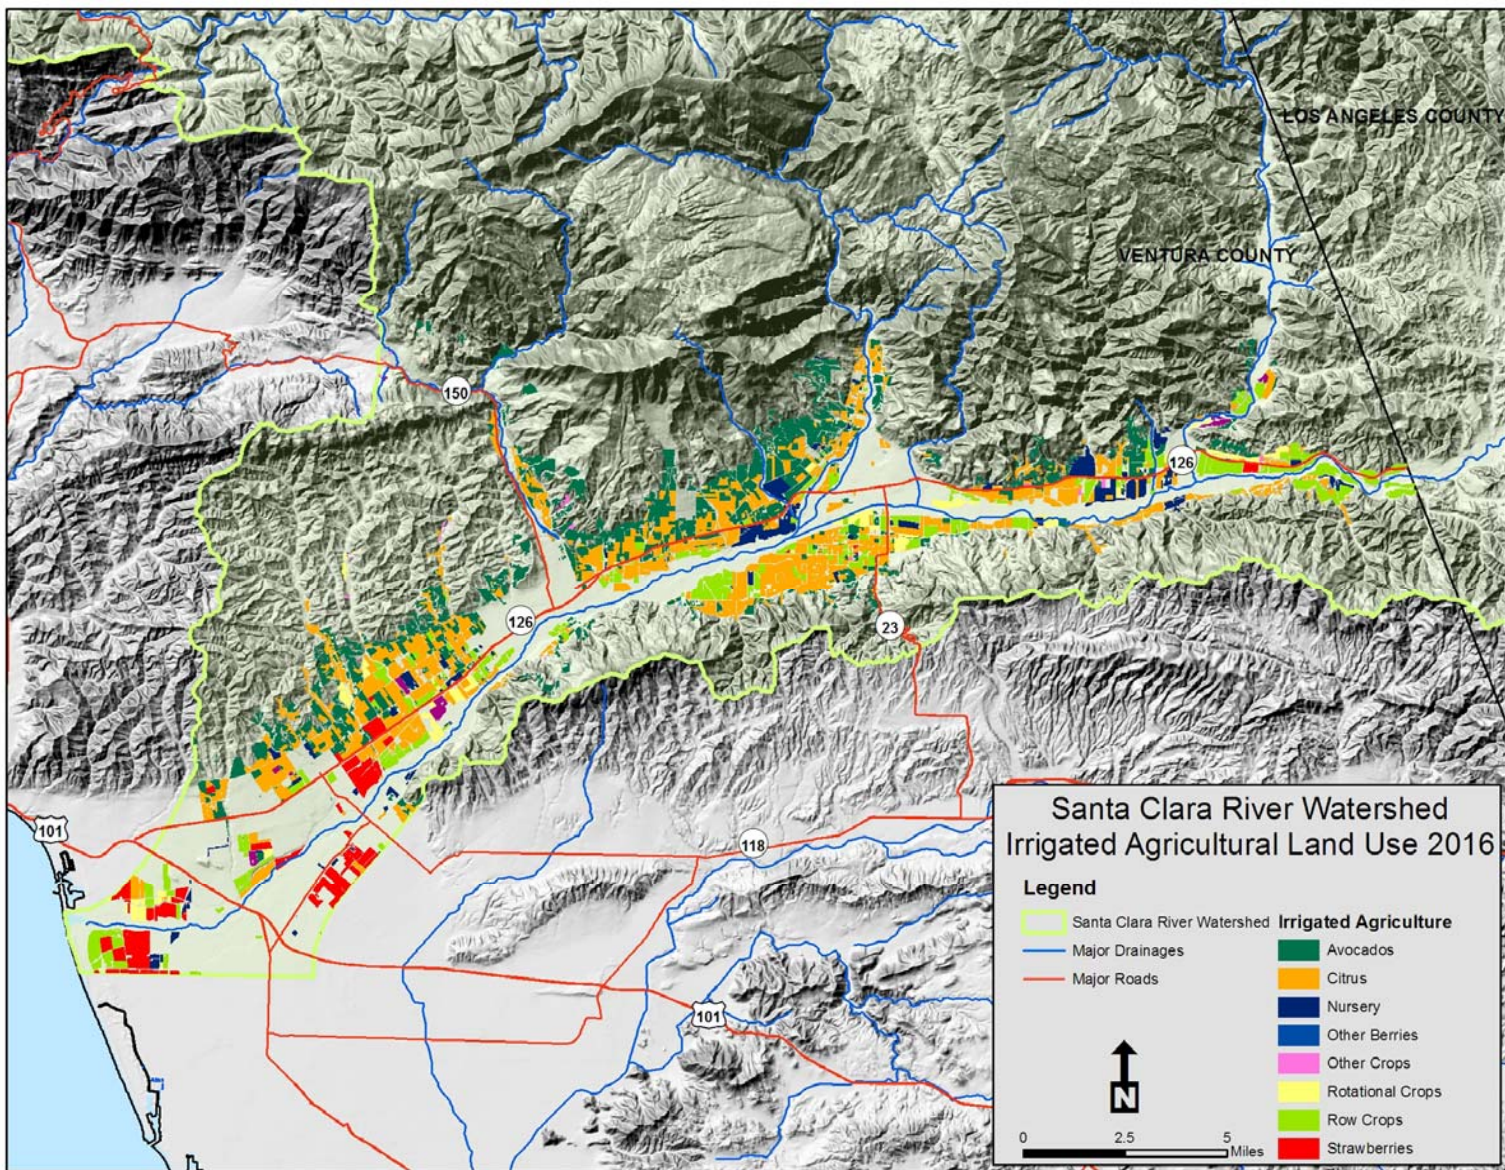 LOS ANGELES COUNTY
VENTURA COUNTY
150
126
126
23
101
118
101
Santa Clara River Watershed
Irrigated Agricultural Land Use 2016
Legend
Santa Clara River Watershed
Major Drainages
Major Roads
Irrigated Agriculture
Avocados
Citrus
Nursery
Other Berries
Other Crops
Rotational Crops
Row Crops
Strawberries
N
0 2.5 5
Miles